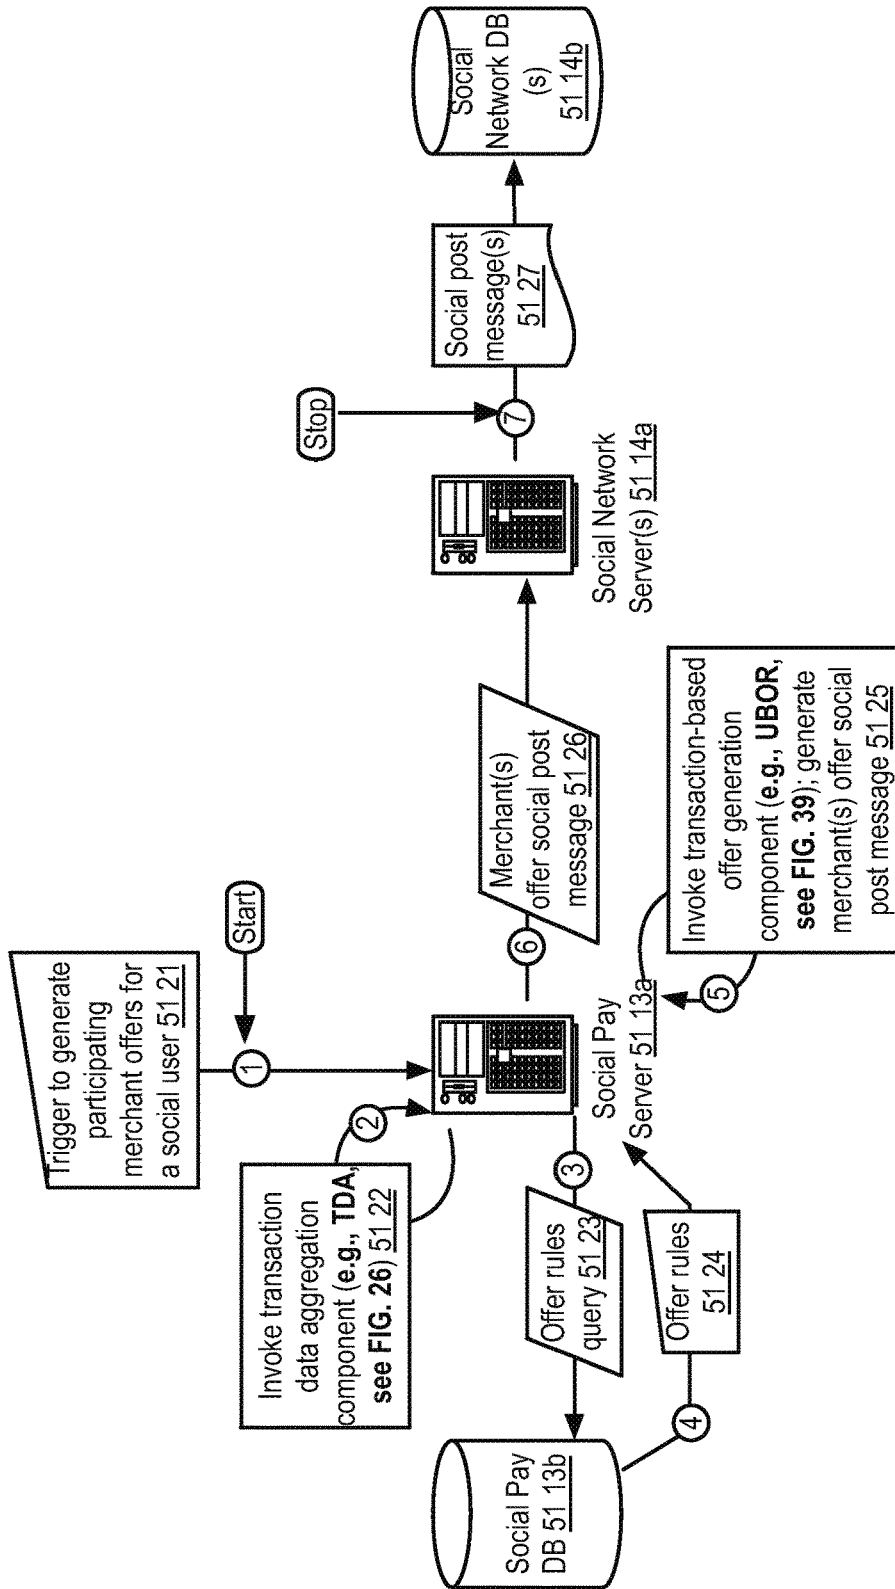 Trigger to generate
participating
merchant offers for
a social user 51 21
Start
1
Invoke transaction
data aggregation
component (e.g., TDA,
see FIG. 26) 51 22
2
Social Pay
DB 51 13b
3
Offer rules
query 51 23
4
Offer rules
51 24
Social Pay
Server 51 13a
5
Invoke transaction-based
offer generation
component (e.g., UBOR,
see FIG. 39); generate
merchant(s) offer social
post message 51 25
6
Merchant(s)
offer social post
message 51 26
Social Network
Server(s) 51 14a
Stop
7
Social post
message(s)
51 27
Social
Network DB
(s)
51 14b